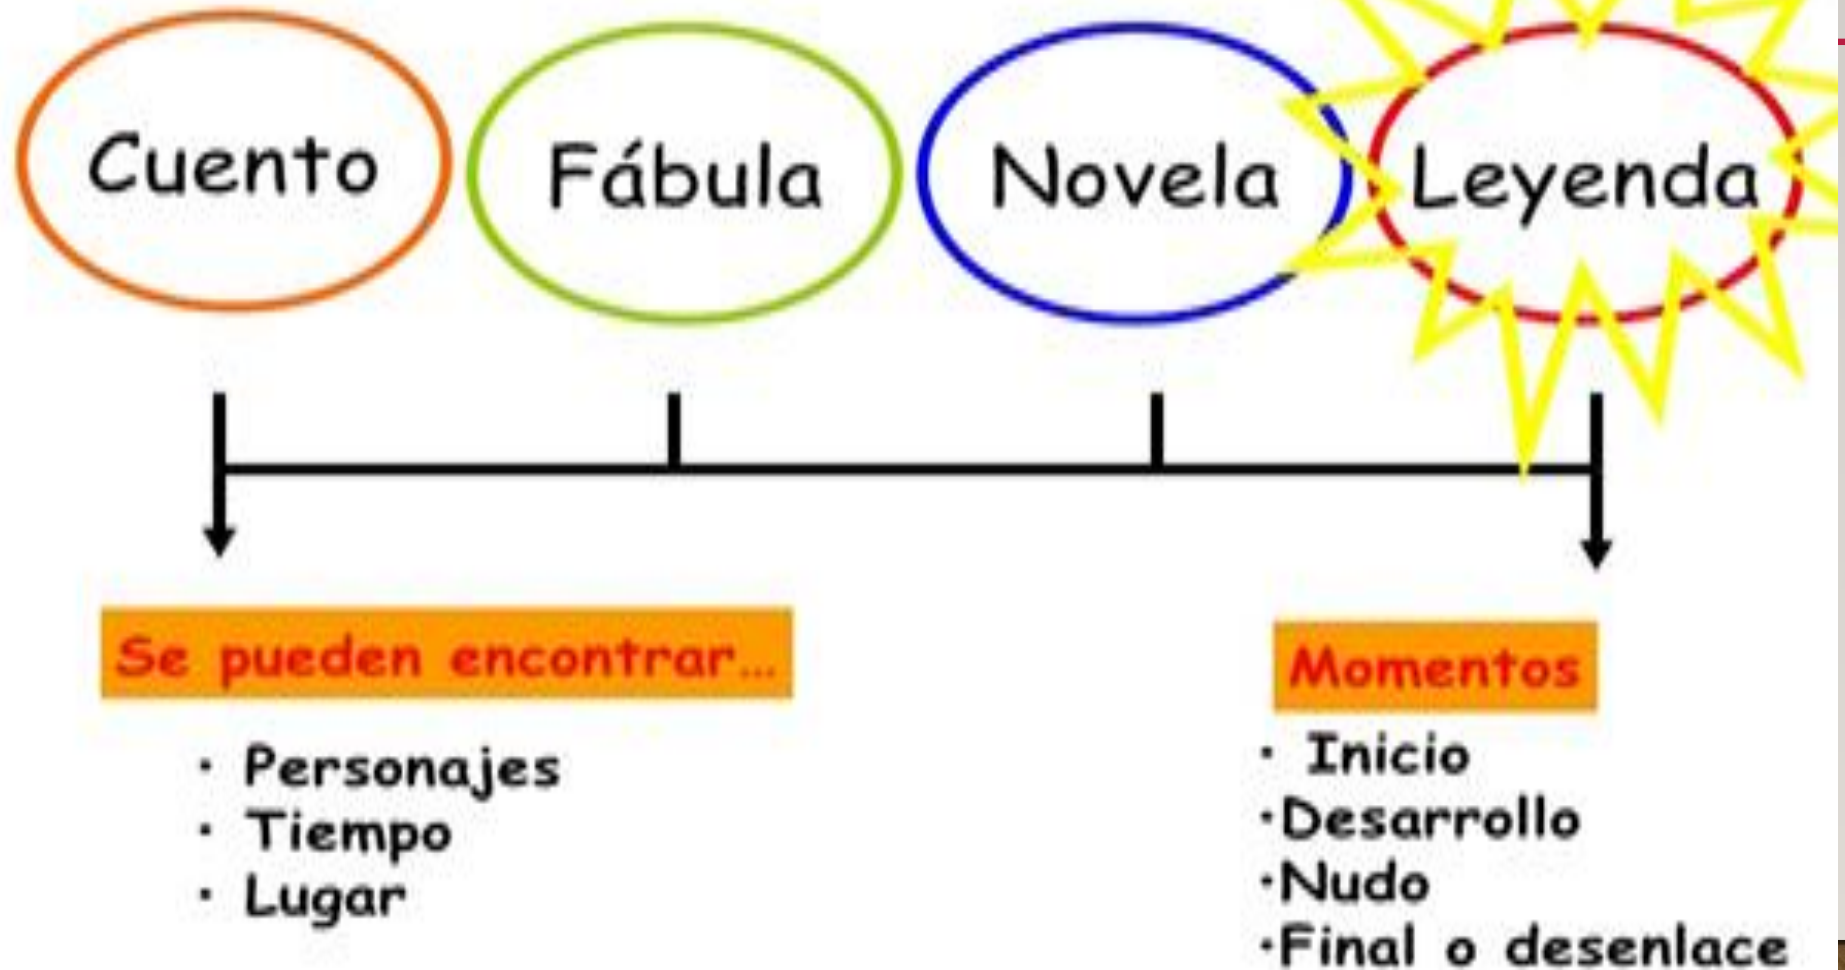 Cuento
Fábula
Novela
Leyenda
Se pueden encontrar...
· Personajes
· Tiempo
· Lugar
Momentos
· Inicio
·Desarrollo
·Nudo
·Final o desenlace